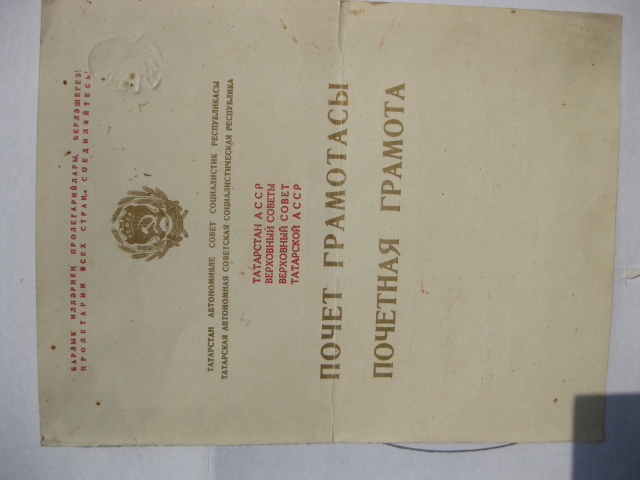 БАРЛЫК ИЛЛӘРНЕҢ ПРОЛЕТАРИЙЛАРЫ, БЕРЛӘШЕГЕЗ!
ПРОЛЕТАРИИ ВСЕХ СТРАН, СОЕДИНЯЙТЕСЬ!
ТАТАРСТАН АВТОНОМИЯЛЕ СОВЕТ СОЦИАЛИСТИК РЕСПУБЛИКАСЫ
ТАТАРСКАЯ АВТОНОМНАЯ СОВЕТСКАЯ СОЦИАЛИСТИЧЕСКАЯ РЕСПУБЛИКА
ТАТАРСТАН АССР
ВЕРХОВНЫЙ СОВЕТЫ
ВЕРХОВНЫЙ СОВЕТ
ТАТАРСКОЙ АССР
ПОЧЕТ ГРАМОТАСЫ
ПОЧЕТНАЯ ГРАМОТА